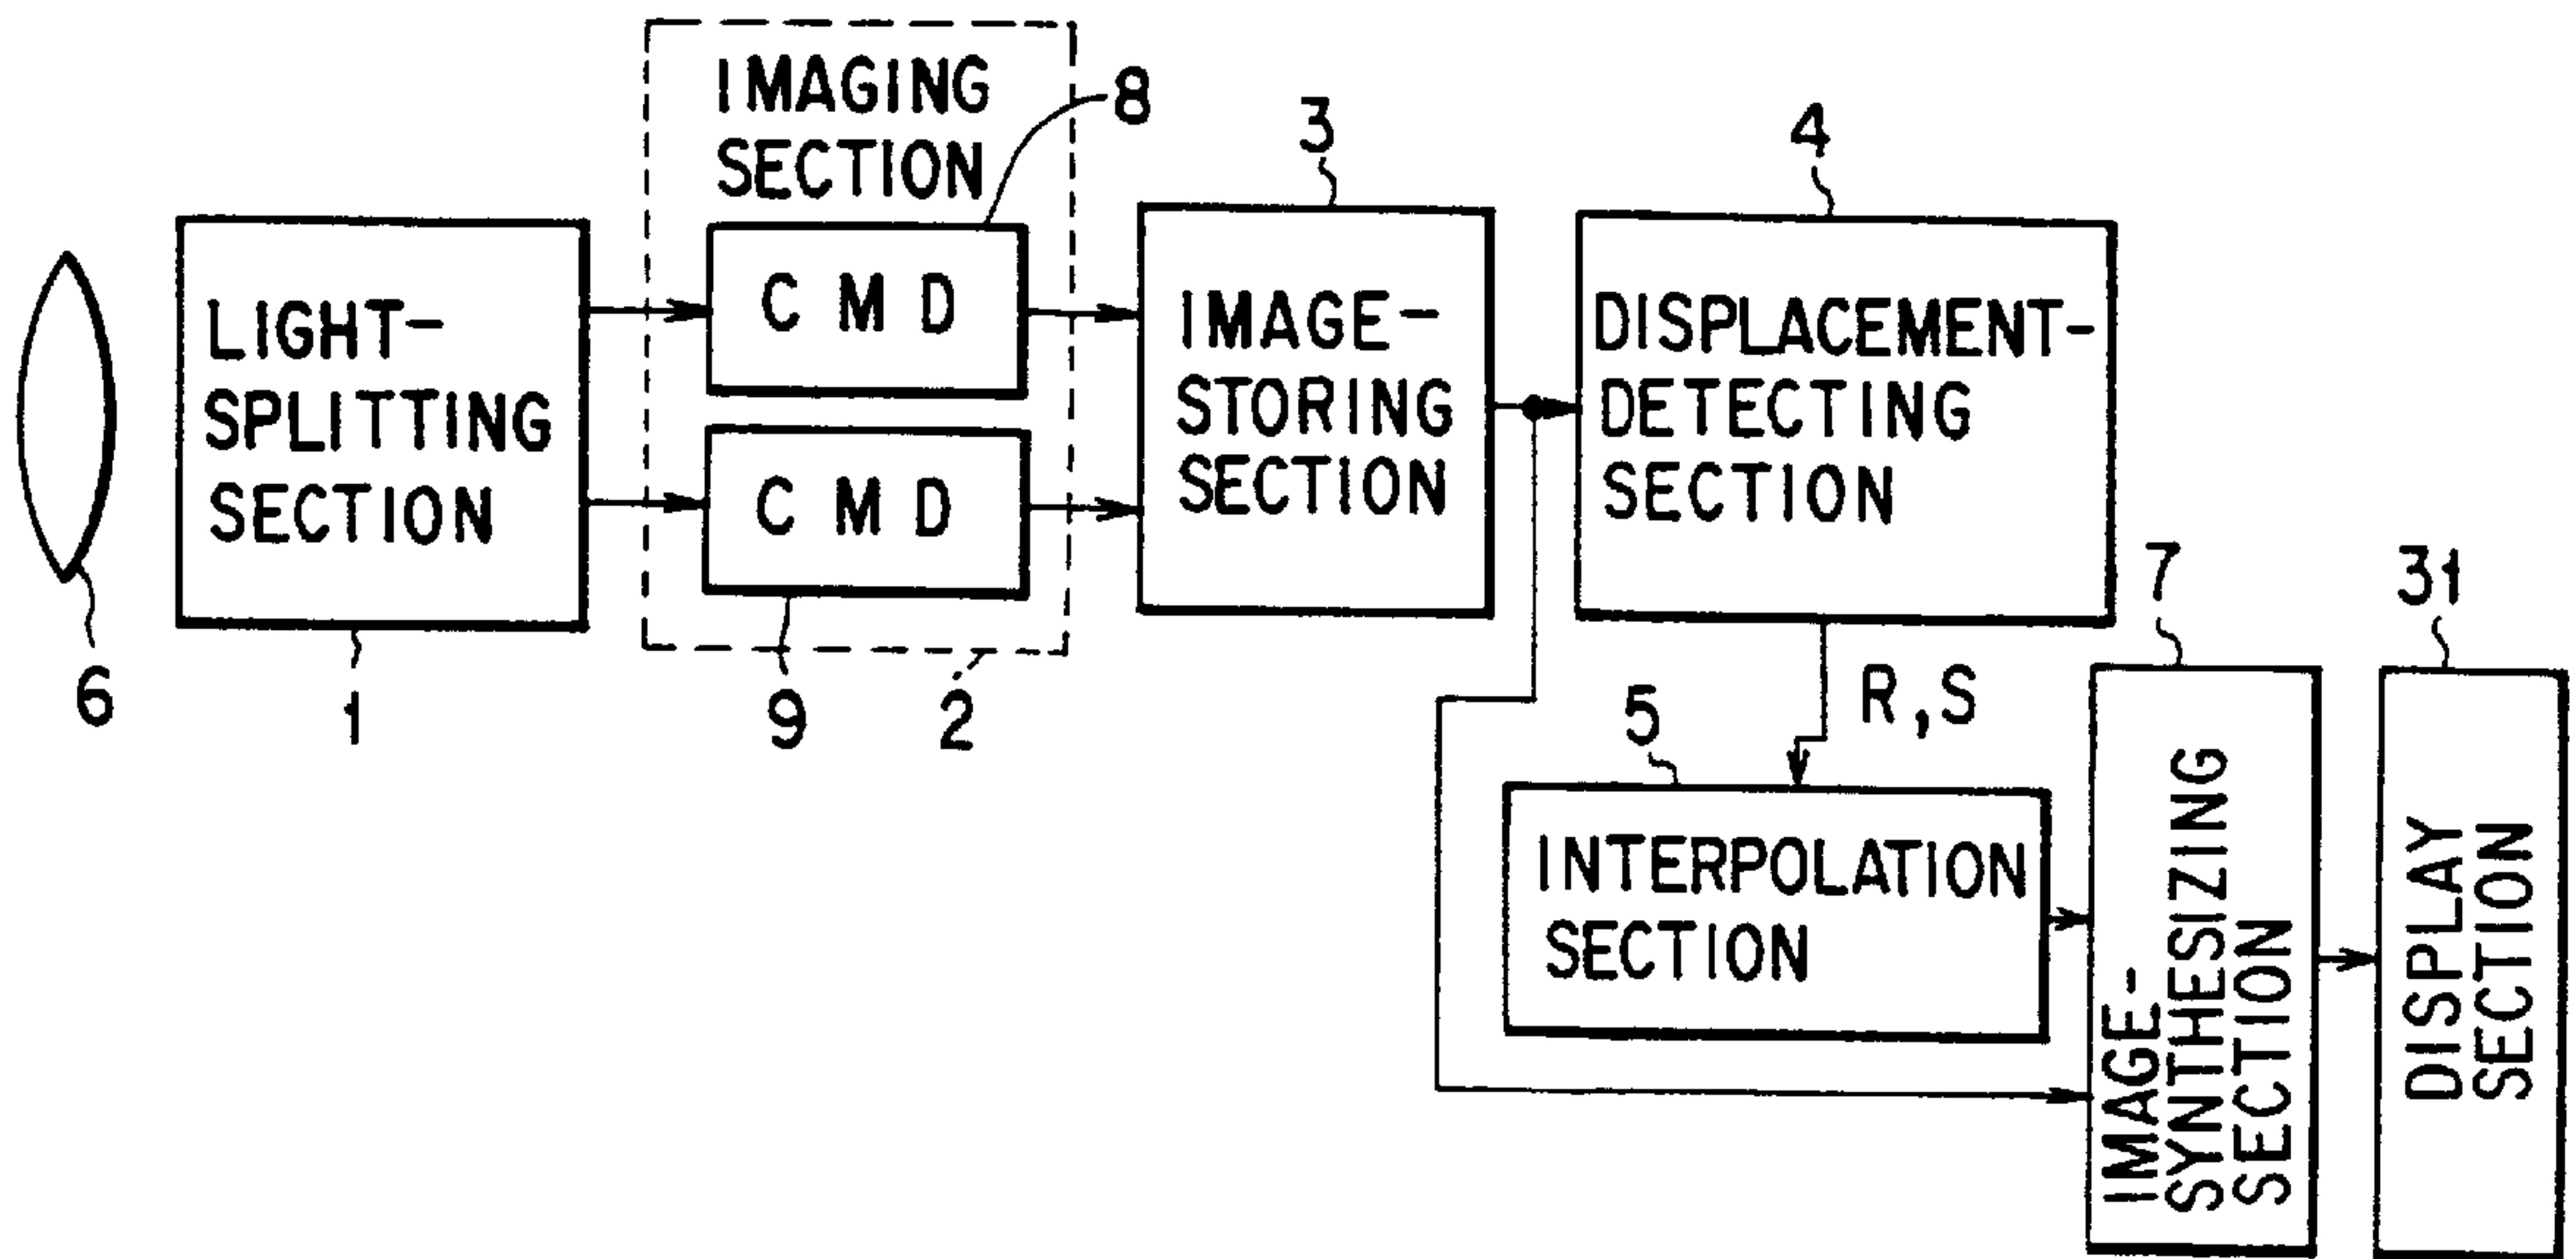 IMAGING
SECTION
8
3
4
LIGHT-
SPLITTING
SECTION
C M D
C M D
IMAGE-
STORING
SECTION
DISPLACEMENT-
DETECTING
SECTION
6
1
9
2
R,S
5
7
31
INTERPOLATION
SECTION
IMAGE-
SYNTHESIZING
SECTION
DISPLAY
SECTION